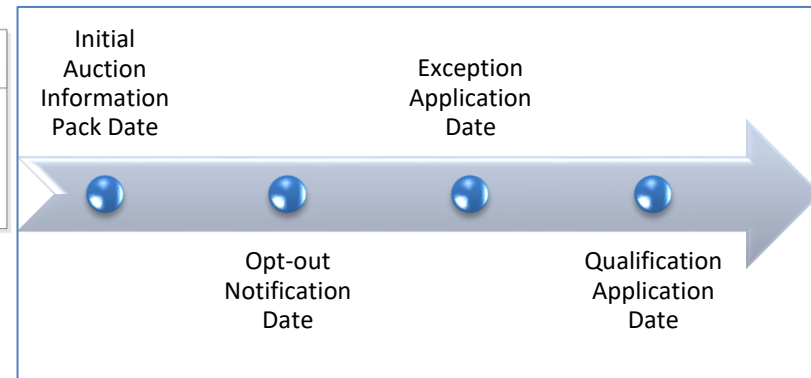 Initial
Auction
Information
Pack Date
Opt-out
Notification
Date
Exception
Application
Date
Qualification
Application
Date